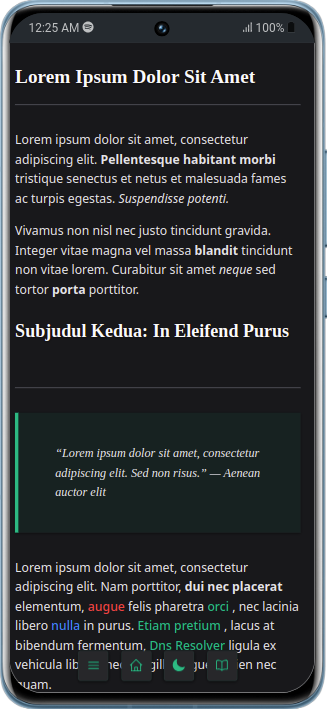 12:25 AM
100%
Lorem Ipsum Dolor Sit Amet
Lorem ipsum dolor sit amet, consectetur
adipiscing elit. Pellentesque habitant morbi
tristique senectus et netus et malesuada fames
ac turpis egestas. Suspendisse potenti.
Vivamus non nisl nec justo tincidunt gravida.
Integer vitae magna vel massa blandit tincidunt
non vitae lorem. Curabitur sit amet neque sed
tortor porta porttitor.
Subjudul Kedua: In Eleifend Purus
“Lorem ipsum dolor sit amet, consectetur
adipiscing elit. Sed non risus.” — Aenean
auctor elit
Lorem ipsum dolor sit amet, consectetur
adipiscing elit. Nam porttitor, dui nec placerat
elementum, augue felis pharetra orci , nec lacinia
libero nulla in purus. Etiam pretium , lacus at
bibendum fermentum, Dns Resolver ligula ex
vehicula en nec
quam.